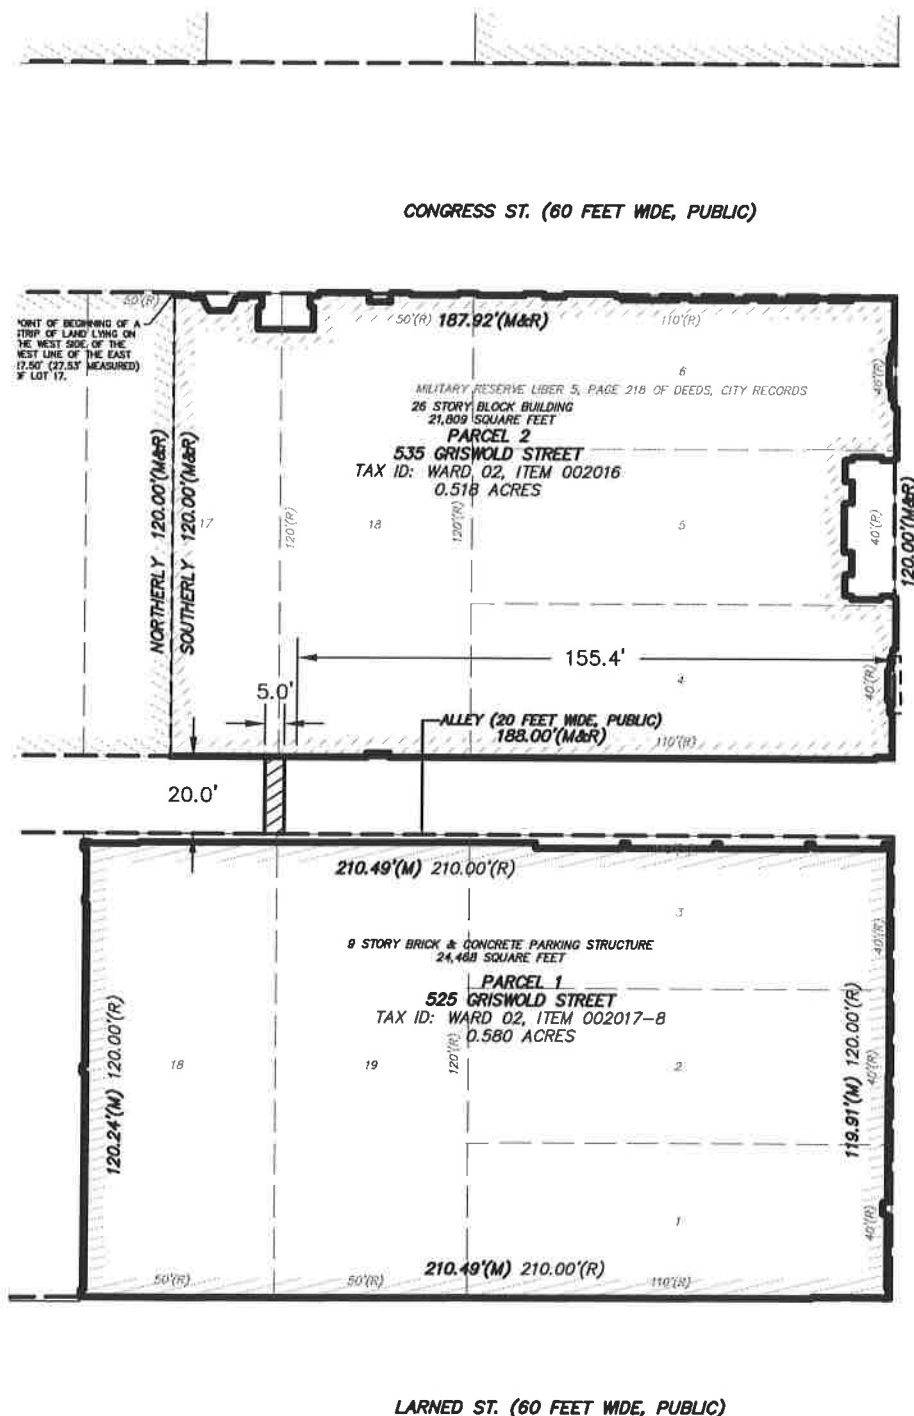 CONGRESS ST. (60 FEET WIDE, PUBLIC)
50'(R)
50'(R)
187.92'(M&R)
110'(R)
OINT OF BEGINNING OF A
TRIP OF LAND LYING ON
HE WEST SIDE OF THE
EST LINE OF THE EAST
17.50' (27.53' MEASURED)
F LOT 17.
6
40'(R)
MILITARY RESERVE LIBER 5, PAGE 218 OF DEEDS, CITY RECORDS
26 STORY BLOCK BUILDING
21,809 SQUARE FEET
PARCEL 2
535 GRISWOLD STREET
TAX ID: WARD 02, ITEM 002016
0.518 ACRES
NORTHERLY 120.00'(M&R)
SOUTHERLY 120.00'(M&R)
17
120'(R)
18
120'(R)
5
40'(R)
120.00'(M&R)
155.4'
5.0'
4
40'(R)
ALLEY (20 FEET WIDE, PUBLIC)
188.00'(M&R)
110'(R)
20.0'
210.49'(M) 210.00'(R)
3
40'(R)
9 STORY BRICK & CONCRETE PARKING STRUCTURE
24,468 SQUARE FEET
PARCEL 1
525 GRISWOLD STREET
TAX ID: WARD 02, ITEM 002017-8
0.580 ACRES
120.24'(M) 120.00'(R)
18
19
120'(R)
2
40'(R)
119.91'(M) 120.00'(R)
1
40'(R)
210.49'(M) 210.00'(R)
50'(R)
50'(R)
110'(R)
LARNED ST. (60 FEET WIDE, PUBLIC)